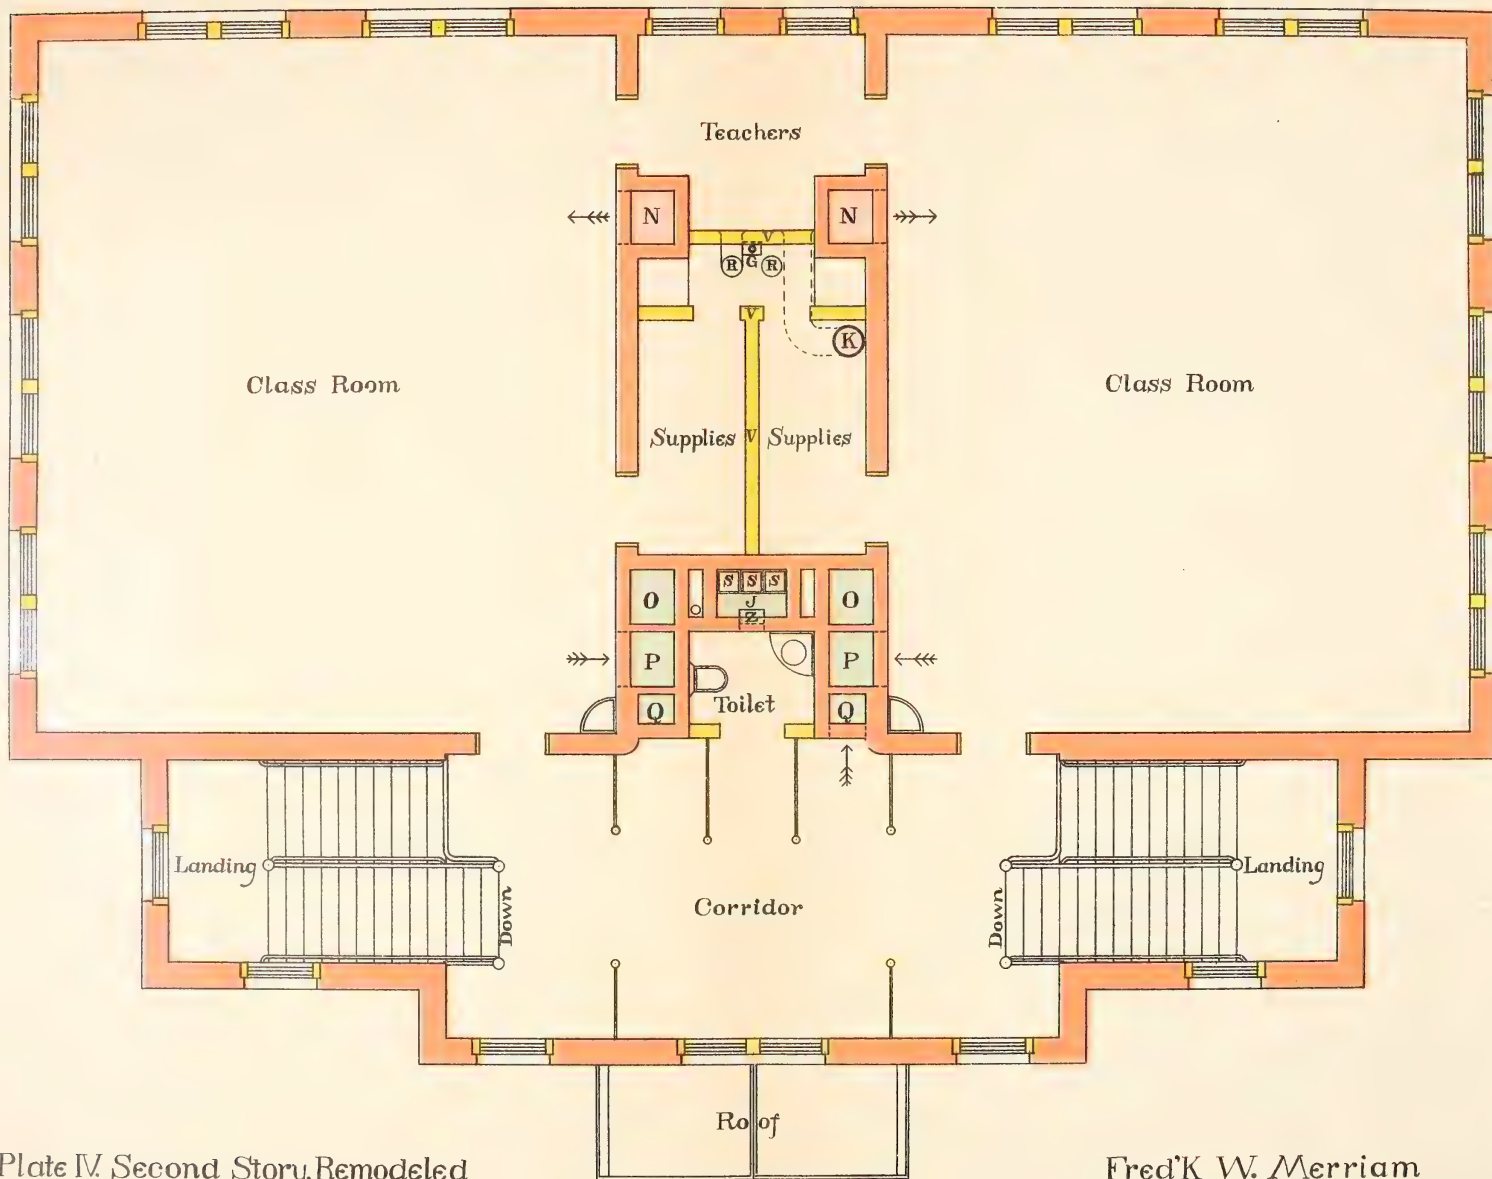 Teachers
N N
V
R G R
V
K
Class Room Class Room
Supplies V Supplies
S S S
O J O
Z
P P
Toilet
Q Q
Landing Landing
Down Down
Corridor
Roof
Plate IV. Second Story, Remodeled Fred'K W. Merriam